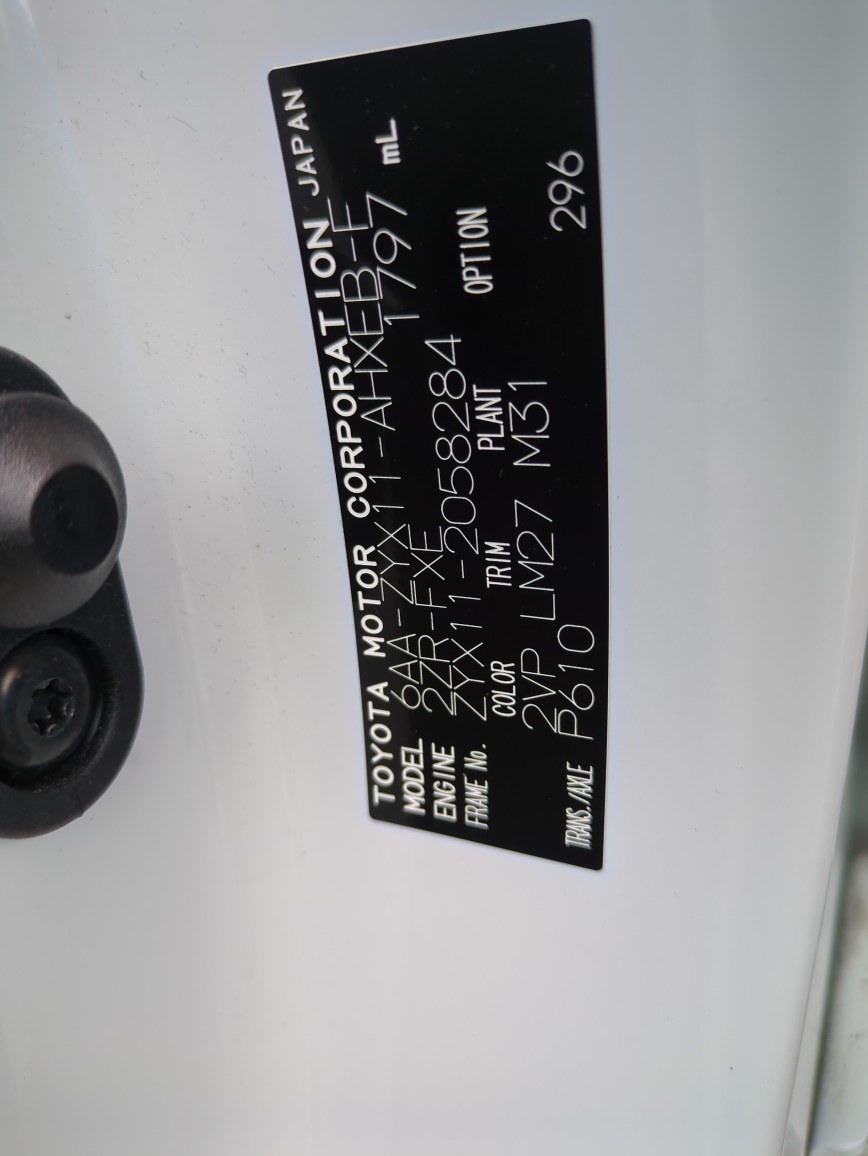 TOYOTA MOTOR CORPORATION JAPAN
MODEL 6AA-ZYX11-AHXEB-F
ENGINE 2ZR-FXE 1797 mL
FRAME No. ZYX11-2058284
COLOR TRIM PLANT OPTION
2VP LM27 M31
TRANS./AXLE P610 296